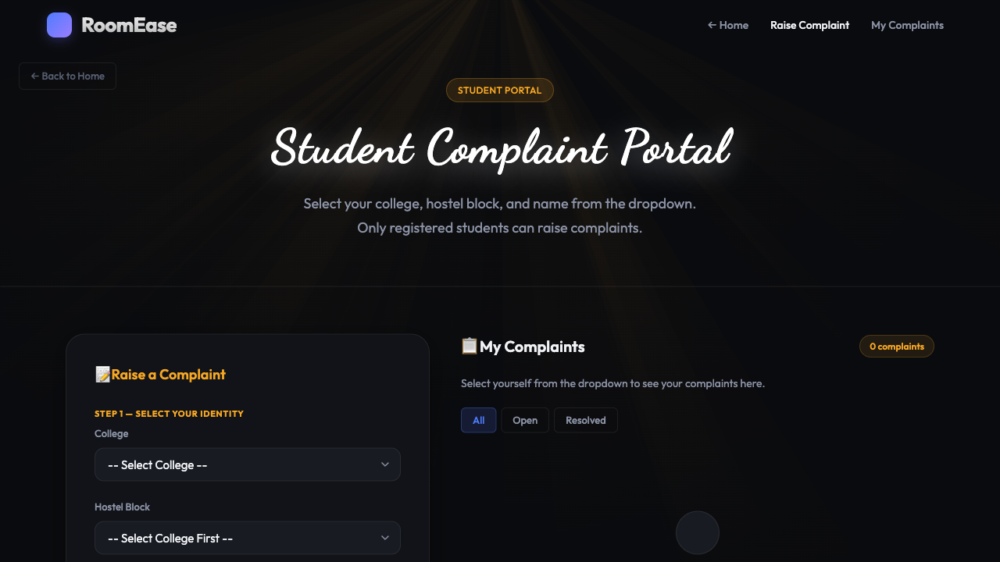 RoomEase
← Home
Raise Complaint
My Complaints
← Back to Home
STUDENT PORTAL
Student Complaint Portal
Select your college, hostel block, and name from the dropdown.
Only registered students can raise complaints.
📝Raise a Complaint
STEP 1 — SELECT YOUR IDENTITY
College
-- Select College --
Hostel Block
-- Select College First --
📋My Complaints
0 complaints
Select yourself from the dropdown to see your complaints here.
All
Open
Resolved